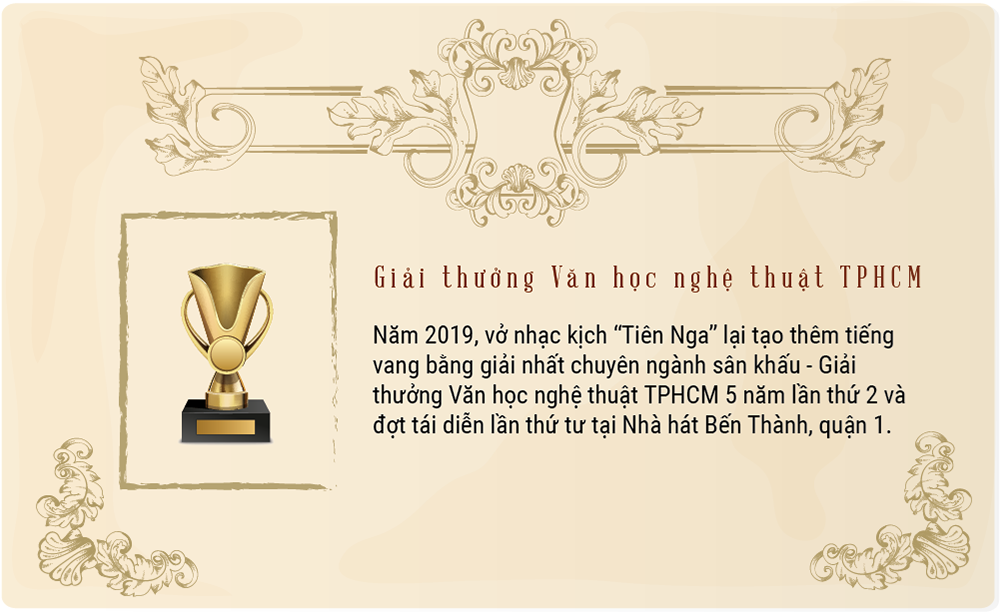 Giải thưởng Văn học nghệ thuật TPHCM
Năm 2019, vở nhạc kịch “Tiên Nga” lại tạo thêm tiếng
vang bằng giải nhất chuyên ngành sân khấu - Giải
thưởng Văn học nghệ thuật TPHCM 5 năm lần thứ 2 và
đợt tái diễn lần thứ tư tại Nhà hát Bến Thành, quận 1.